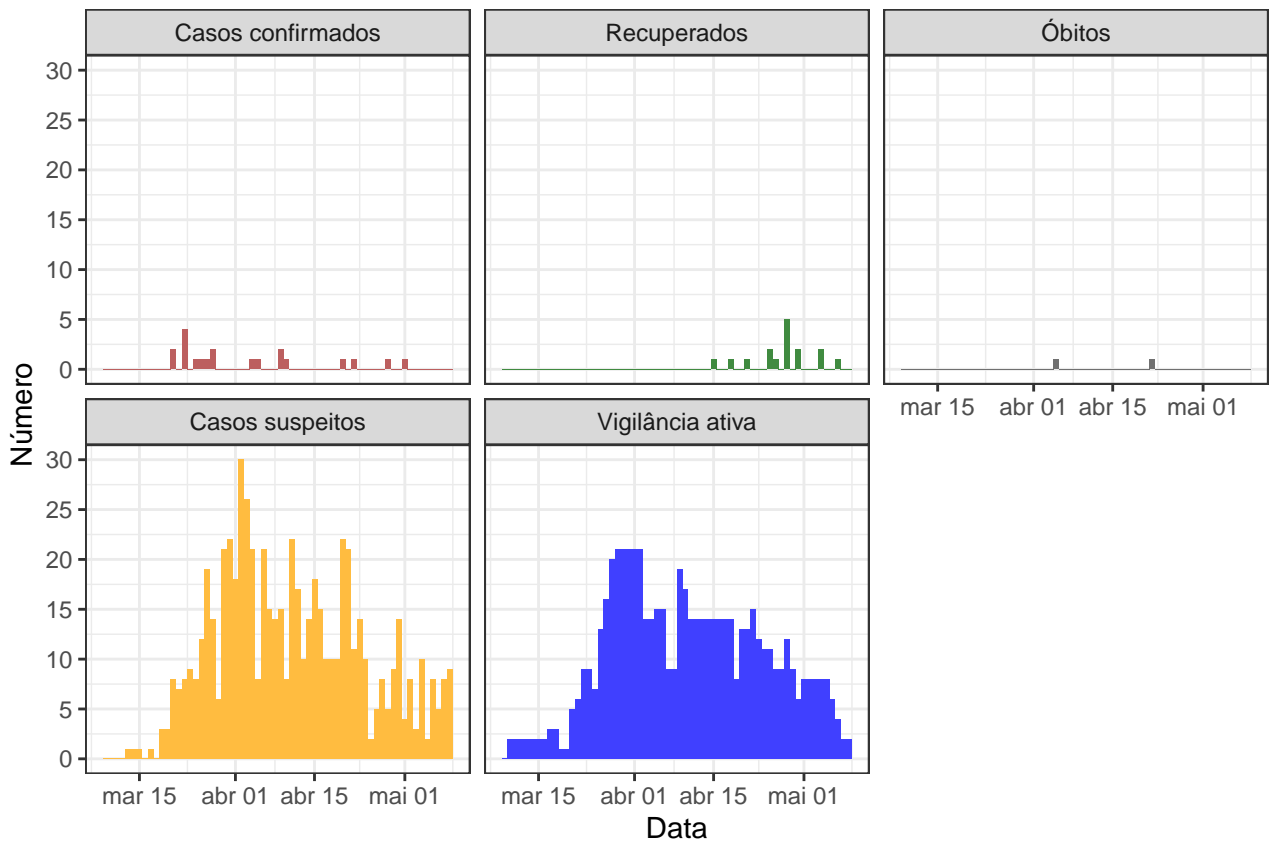 Casos confirmados
Recuperados
Óbitos
30
25
20
15
10
5
0
mar 15 abr 01 abr 15 mai 01
Número
Casos suspeitos
Vigilância ativa
30
25
20
15
10
5
0
mar 15 abr 01 abr 15 mai 01
mar 15 abr 01 abr 15 mai 01
Data